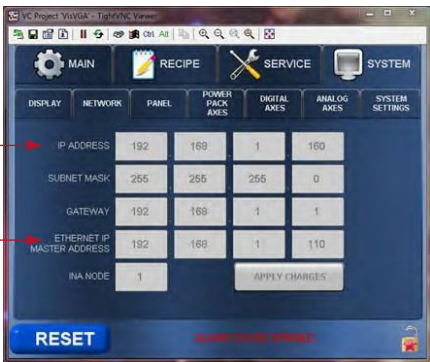 VC Project 'VisVGA' - TightVNC Viewer
Ctrl Alt
MAIN RECIPE SERVICE SYSTEM
DISPLAY NETWORK PANEL POWER PACK AXES DIGITAL AXES ANALOG AXES SYSTEM SETTINGS
IP ADDRESS 192 168 1 160
SUBNET MASK 255 255 255 0
GATEWAY 192 168 1 1
ETHERNET IP MASTER ADDRESS 192 168 1 110
INA NODE 1 APPLY CHARGES
RESET